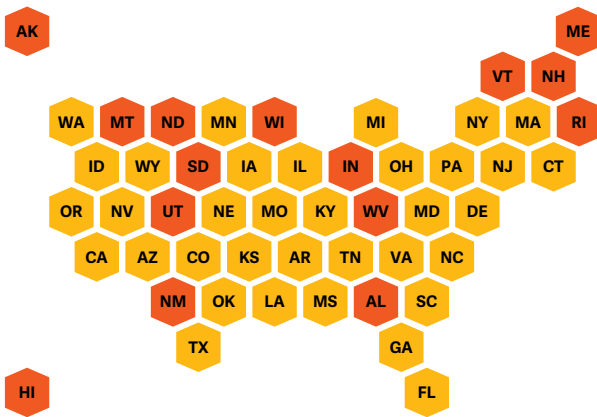 AK ME
VT NH
WA MT ND MN WI MI NY MA RI
ID WY SD IA IL IN OH PA NJ CT
OR NV UT NE MO KY WV MD DE
CA AZ CO KS AR TN VA NC
NM OK LA MS AL SC
TX GA
HI FL